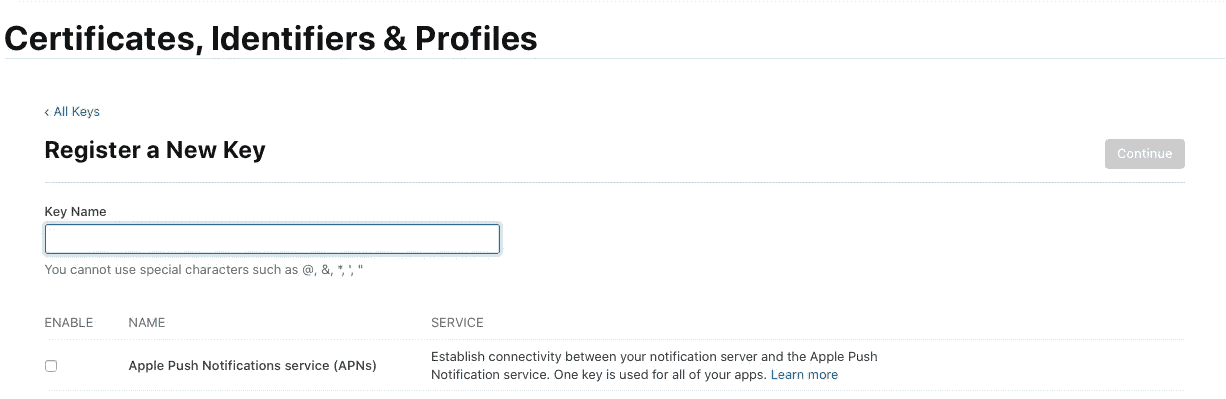 Certificates, Identifiers & Profiles
‹ All Keys
Register a New Key
Continue
Key Name
You cannot use special characters such as @, &, *, ', "
ENABLE NAME SERVICE
Apple Push Notifications service (APNs)
Establish connectivity between your notification server and the Apple Push
Notification service. One key is used for all of your apps. Learn more